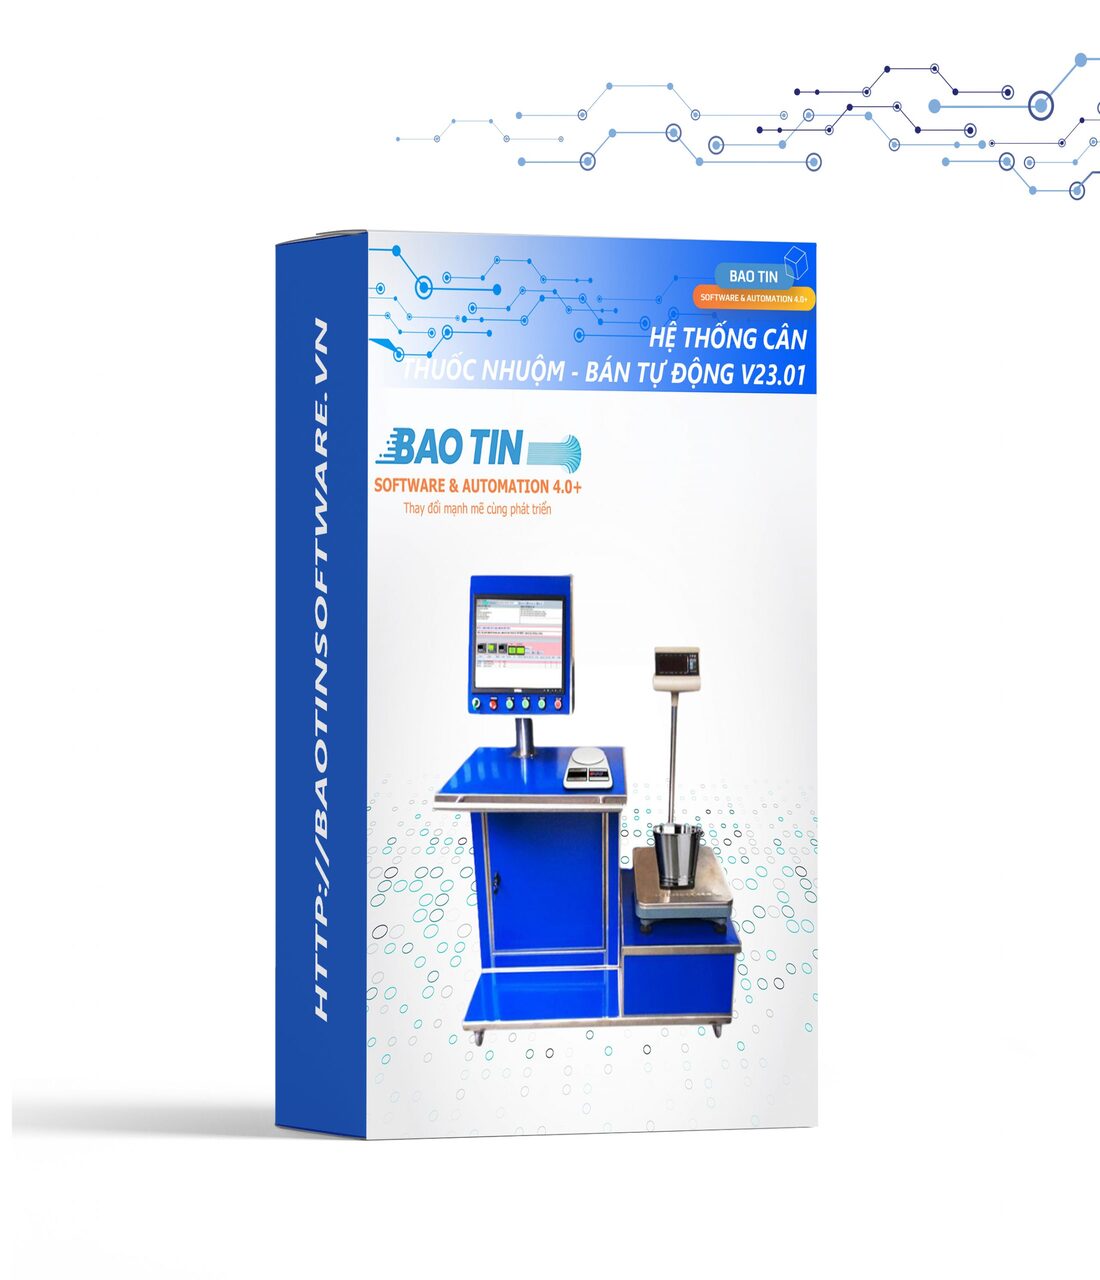 BAO TIN
SOFTWARE & AUTOMATION 4.0+
HỆ THỐNG CÂN
THUỐC NHUỘM - BÁN TỰ ĐỘNG V23.01
BAO TIN
SOFTWARE & AUTOMATION 4.0+
Thay đổi mạnh mẽ cùng phát triển
HTTP://BAOTINSOFTWARE.VN